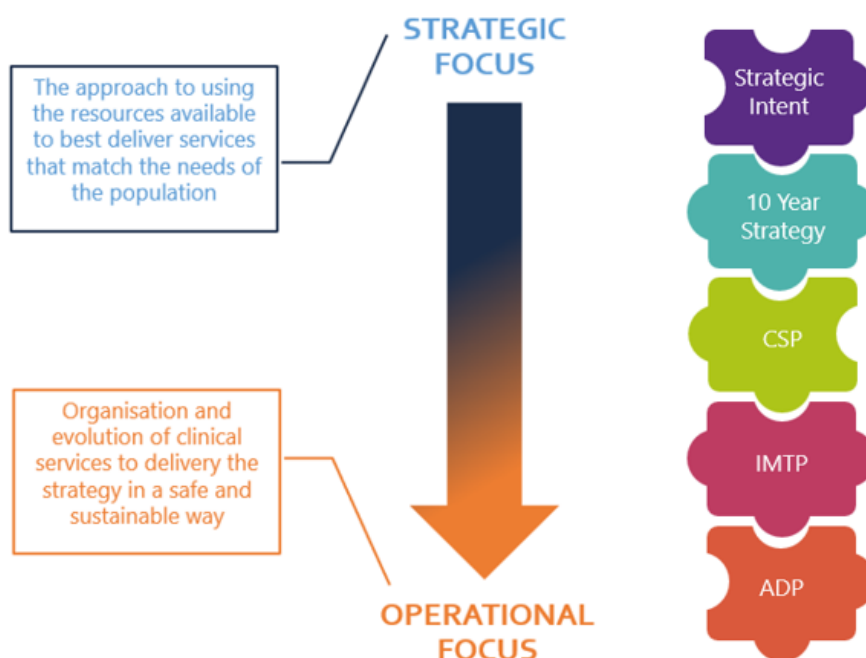 STRATEGIC
FOCUS
The approach to using
the resources available
to best deliver services
that match the needs of
the population
Organisation and
evolution of clinical
services to delivery the
strategy in a safe and
sustainable way
OPERATIONAL
FOCUS
Strategic
Intent
10 Year
Strategy
CSP
IMTP
ADP